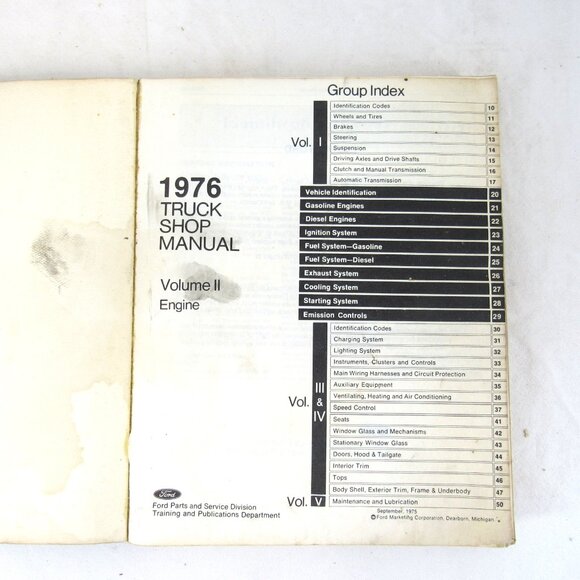 Group Index
1976
TRUCK
SHOP
MANUAL
Volume II
Engine
Vol. I
Identification Codes 10
Wheels and Tires 11
Brakes 12
Steering 13
Suspension 14
Driving Axles and Drive Shafts 15
Clutch and Manual Transmission 16
Automatic Transmission 17
Vehicle Identification 20
Gasoline Engines 21
Diesel Engines 22
Ignition System 23
Fuel System—Gasoline 24
Fuel System—Diesel 25
Exhaust System 26
Cooling System 27
Starting System 28
Emission Controls 29
Vol. III & IV
Identification Codes 30
Charging System 31
Lighting System 32
Instruments, Clusters and Controls 33
Main Wiring Harnesses and Circuit Protection 34
Auxiliary Equipment 35
Ventilating, Heating and Air Conditioning 36
Speed Control 37
Seats 41
Window Glass and Mechanisms 42
Stationary Window Glass 43
Doors, Hood & Tailgate 44
Interior Trim 45
Tops 46
Body Shell, Exterior Trim, Frame & Underbody 47
Vol. V
Maintenance and Lubrication 50
Ford
Ford Parts and Service Division
Training and Publications Department
September, 1975
© Ford Marketing Corporation, Dearborn, Michigan